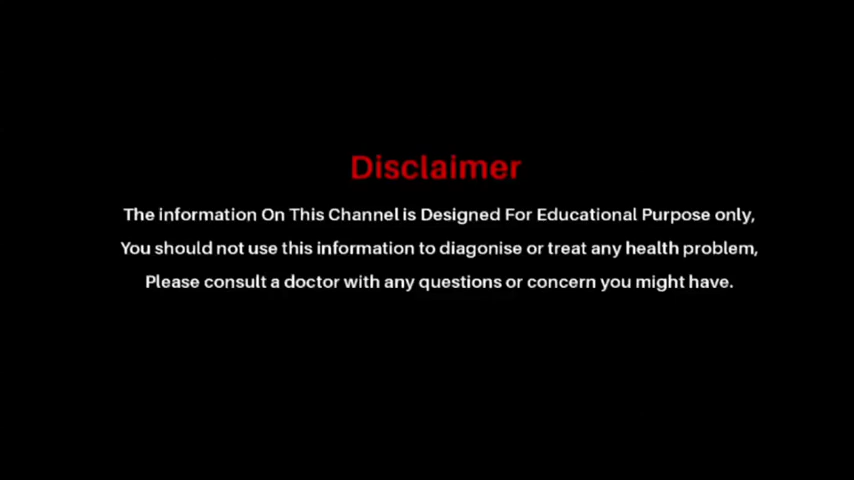 Disclaimer
The information On This Channel is Designed For Educational Purpose only,
You should not use this information to diagonise or treat any health problem,
Please consult a doctor with any questions or concern you might have.